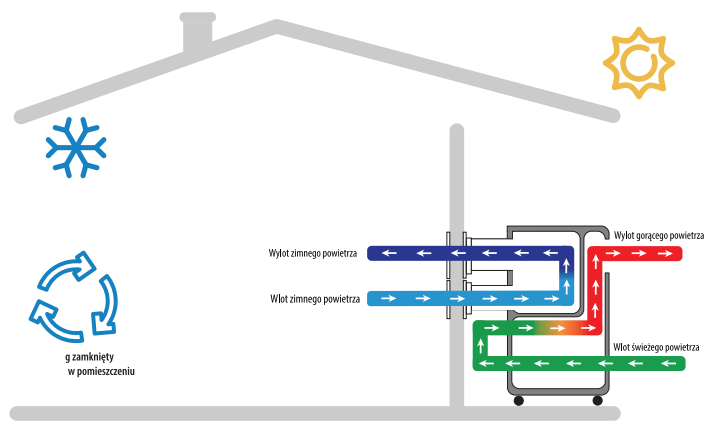 Wylot gorącego powietrza
Wylot zimnego powietrza
Wlot zimnego powietrza
Wlot świeżego powietrza
g zamknięty
w pomieszczeniu